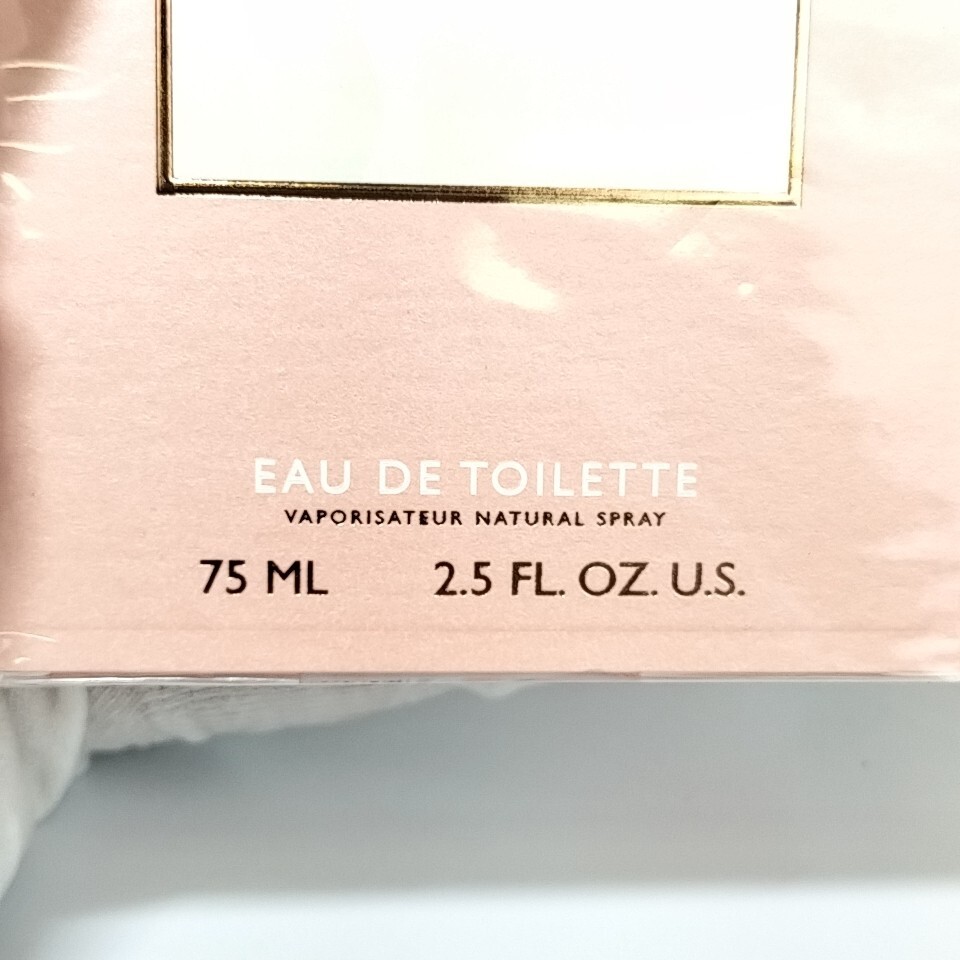 EAU DE TOILETTE
VAPORISATEUR NATURAL SPRAY
75 ML 2.5 FL. OZ. U.S.